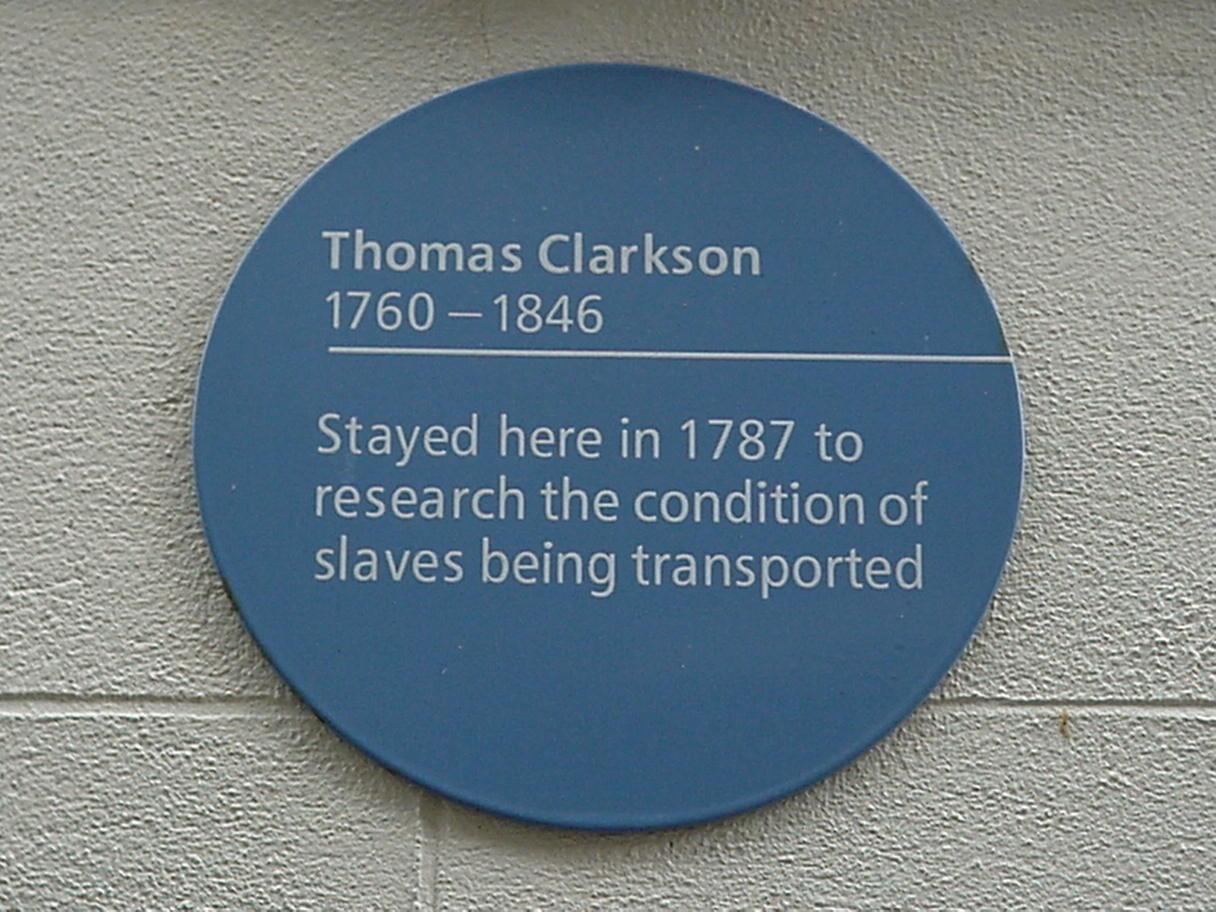 Thomas Clarkson
1760 – 1846
Stayed here in 1787 to
research the condition of
slaves being transported